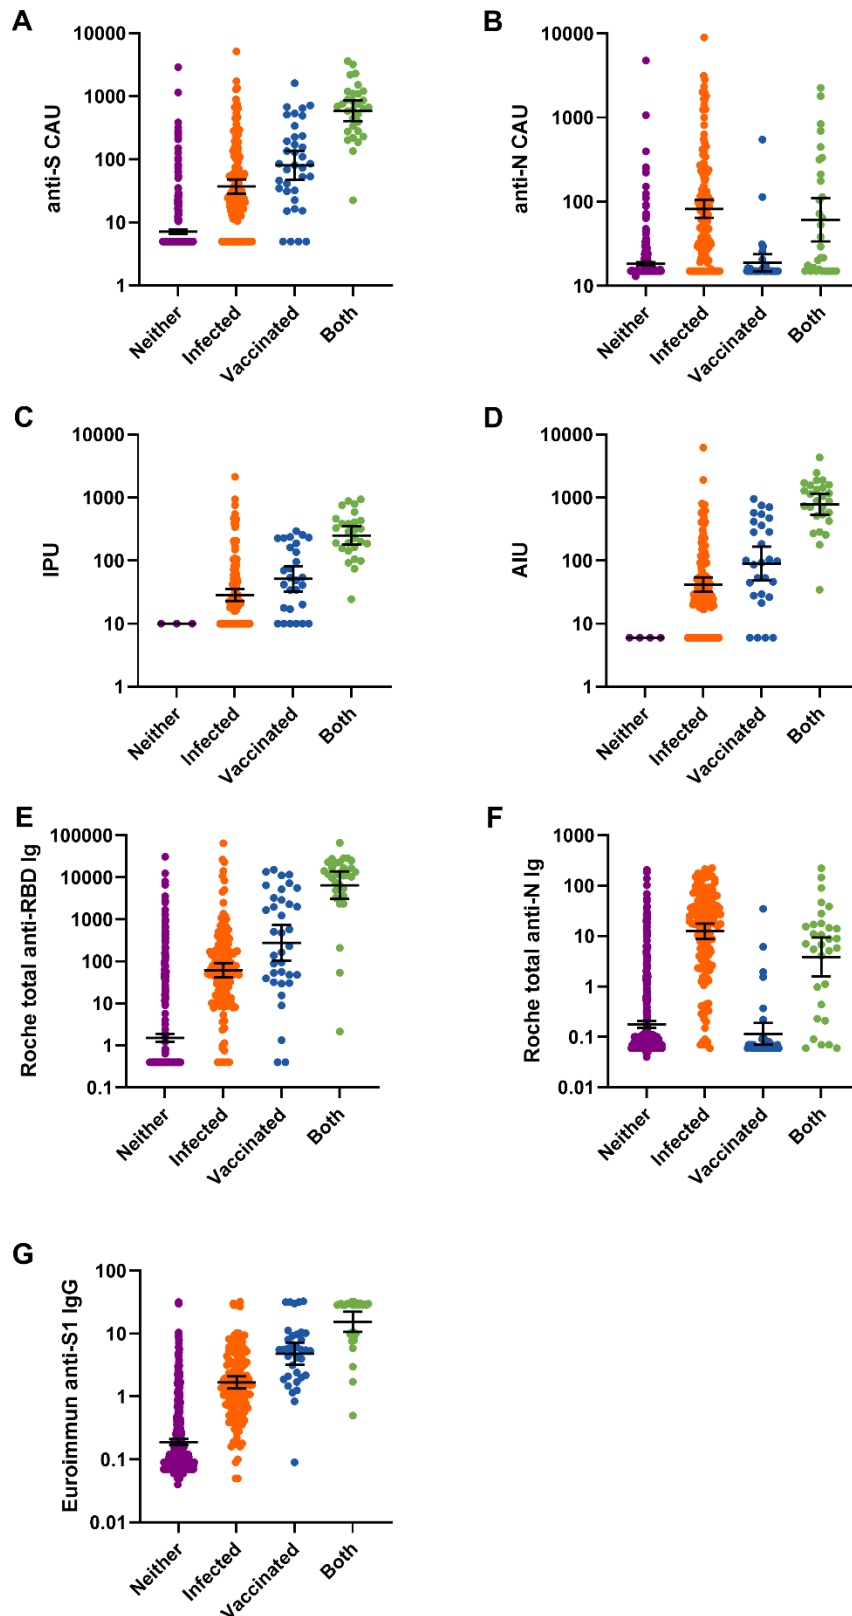 A
anti-S CAU
10000
1000
100
10
1
Neither
Infected
Vaccinated
Both
B
anti-N CAU
10000
1000
100
10
Neither
Infected
Vaccinated
Both
C
IPU
10000
1000
100
10
1
Neither
Infected
Vaccinated
Both
D
AIU
10000
1000
100
10
1
Neither
Infected
Vaccinated
Both
E
Roche total anti-RBD Ig
100000
10000
1000
100
10
1
0.1
Neither
Infected
Vaccinated
Both
F
Roche total anti-N Ig
1000
100
10
1
0.1
0.01
Neither
Infected
Vaccinated
Both
G
Euroimmun anti-S1 IgG
100
10
1
0.1
0.01
Neither
Infected
Vaccinated
Both